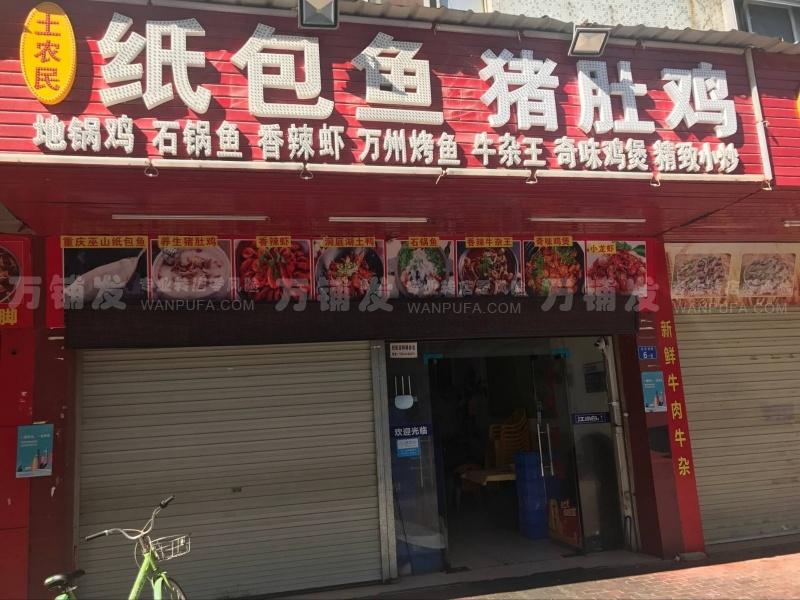 土农民
纸包鱼 猪肚鸡
地锅鸡 石锅鱼 香辣虾 万州烤鱼 牛杂王 奇味鸡煲 精致小炒
重庆巫山纸包鱼 养生猪肚鸡 香辣虾 洞庭湖土鸭 石锅鱼 香辣牛杂王 奇味鸡煲 小龙虾
万铺发 WANPUFA.COM 万铺发 WANPUFA.COM 万铺发 WANPUFA.COM
脚
新鲜牛肉牛杂
欢迎光临